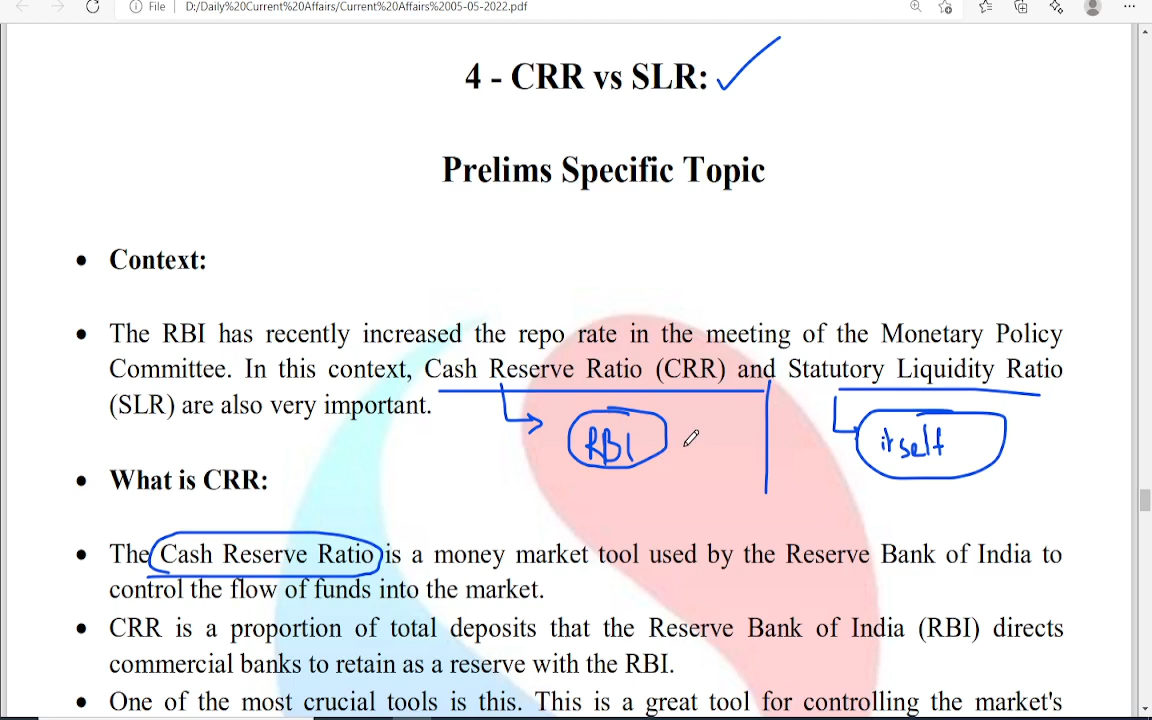 File D:/Daily%20Current%20Affairs/Current%20Affairs%2005-05-2022.pdf
4 - CRR vs SLR:
Prelims Specific Topic
• Context:
• The RBI has recently increased the repo rate in the meeting of the Monetary Policy
Committee. In this context, Cash Reserve Ratio (CRR) and Statutory Liquidity Ratio
(SLR) are also very important.
RBI
itself
• What is CRR:
• The Cash Reserve Ratio is a money market tool used by the Reserve Bank of India to
control the flow of funds into the market.
• CRR is a proportion of total deposits that the Reserve Bank of India (RBI) directs
commercial banks to retain as a reserve with the RBI.
• One of the most crucial tools is this. This is a great tool for controlling the market's